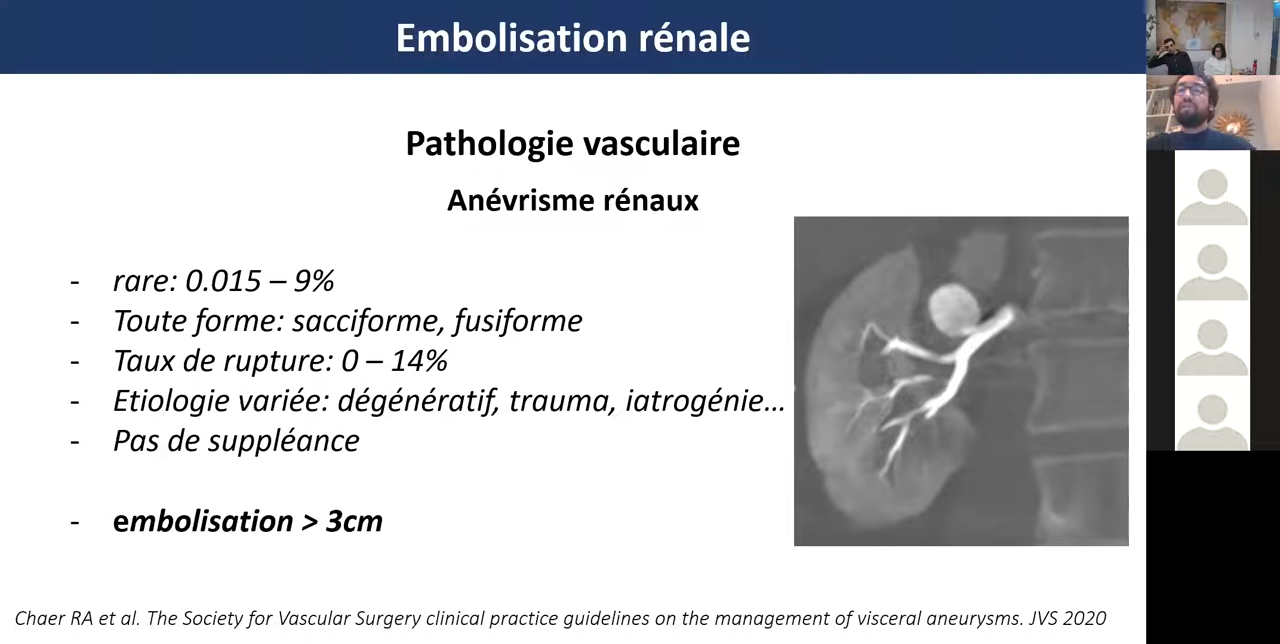 Embolisation rénale
Pathologie vasculaire
Anévrisme rénaux
- rare: 0.015 – 9%
- Toute forme: sacciforme, fusiforme
- Taux de rupture: 0 – 14%
- Etiologie variée: dégénératif, trauma, iatrogénie...
- Pas de suppléance
- embolisation > 3cm
Chaer RA et al. The Society for Vascular Surgery clinical practice guidelines on the management of visceral aneurysms. JVS 2020